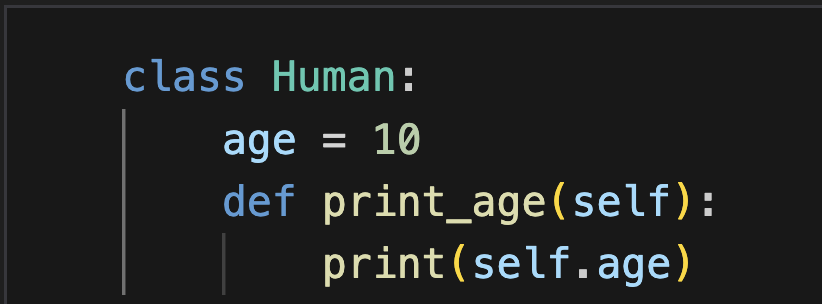 class Human:
    age = 10
    def print_age(self):
        print(self.age)